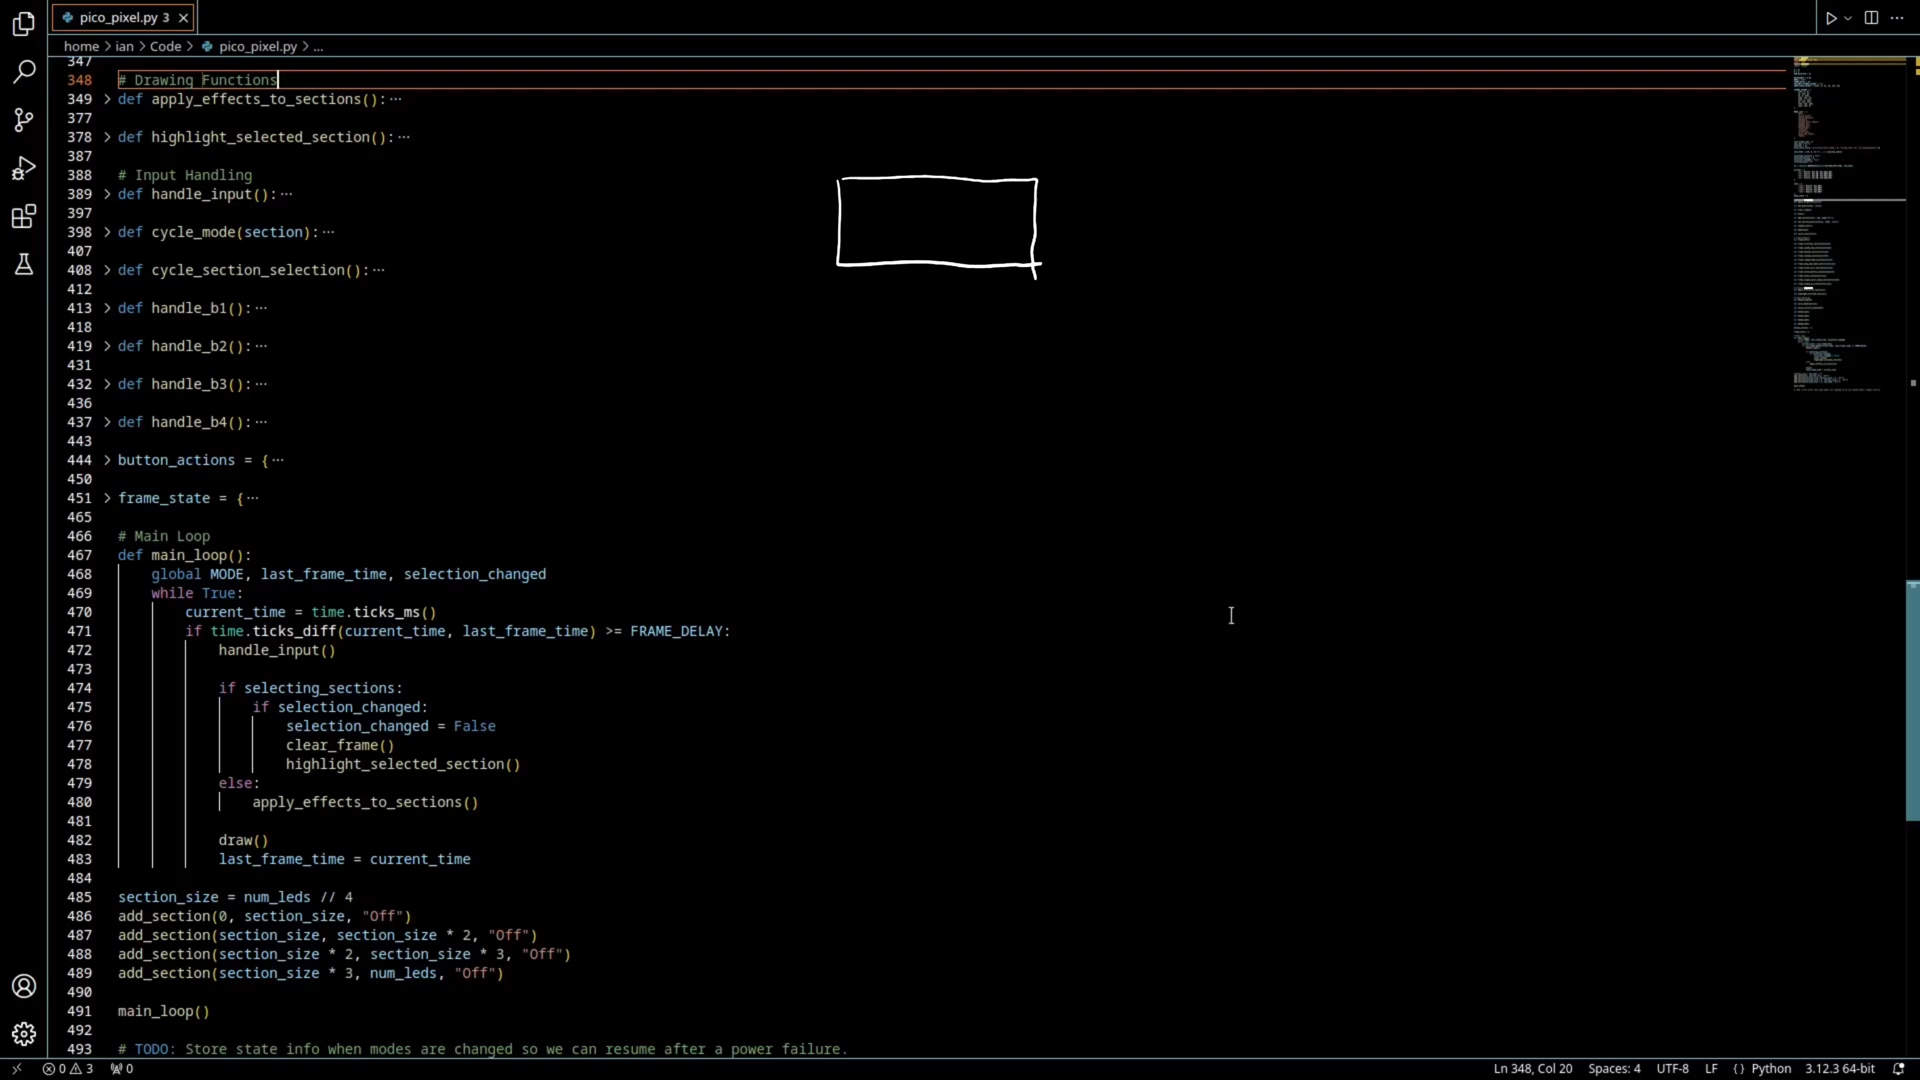 pico_pixel.py 3
home > ian > Code > pico_pixel.py > ...
347
348 # Drawing Functions
349 def apply_effects_to_sections():···
377
378 def highlight_selected_section():···
387
388 # Input Handling
389 def handle_input():···
397
398 def cycle_mode(section):···
407
408 def cycle_section_selection():···
412
413 def handle_b1():···
418
419 def handle_b2():···
431
432 def handle_b3():···
436
437 def handle_b4():···
443
444 button_actions = {···
450
451 frame_state = {···
465
466 # Main Loop
467 def main_loop():
468 global MODE, last_frame_time, selection_changed
469 while True:
470 current_time = time.ticks_ms()
471 if time.ticks_diff(current_time, last_frame_time) >= FRAME_DELAY:
472 handle_input()
473
474 if selecting_sections:
475 if selection_changed:
476 selection_changed = False
477 clear_frame()
478 highlight_selected_section()
479 else:
480 apply_effects_to_sections()
481
482 draw()
483 last_frame_time = current_time
484
485 section_size = num_leds // 4
486 add_section(0, section_size, "Off")
487 add_section(section_size, section_size * 2, "Off")
488 add_section(section_size * 2, section_size * 3, "Off")
489 add_section(section_size * 3, num_leds, "Off")
490
491 main_loop()
492
493 # TODO: Store state info when modes are changed so we can resume after a power failure.
0 3 0 Ln 348, Col 20 Spaces: 4 UTF-8 LF {} Python 3.12.3 64-bit